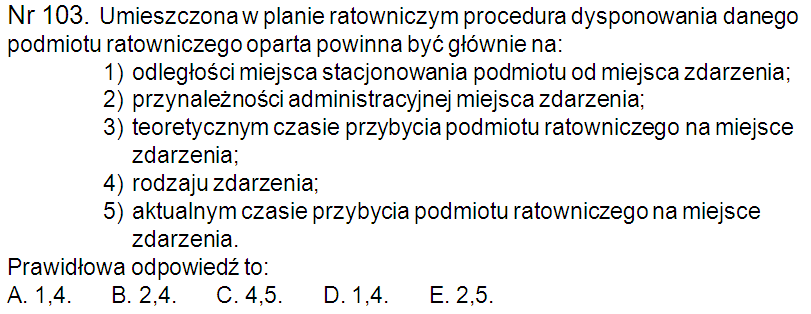 Nr 103. Umieszczona w planie ratowniczym procedura dysponowania danego
podmiotu ratowniczego oparta powinna być głównie na:
1) odległości miejsca stacjonowania podmiotu od miejsca zdarzenia;
2) przynależności administracyjnej miejsca zdarzenia;
3) teoretycznym czasie przybycia podmiotu ratowniczego na miejsce
zdarzenia;
4) rodzaju zdarzenia;
5) aktualnym czasie przybycia podmiotu ratowniczego na miejsce
zdarzenia.
Prawidłowa odpowiedź to:
A. 1,4. B. 2,4. C. 4,5. D. 1,4. E. 2,5.